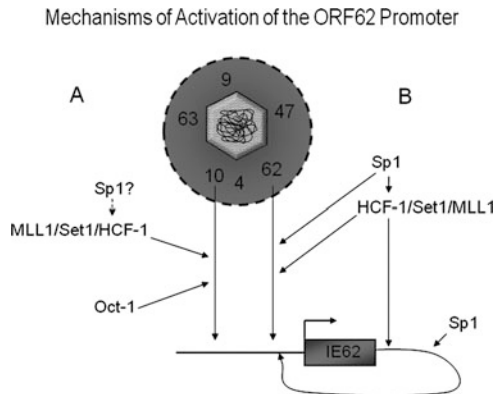 Mechanisms of Activation of the ORF62 Promoter
A
B
9
63
47
10
4
62
Sp1?
MLL1/Set1/HCF-1
Oct-1
Sp1
HCF-1/Set1/MLL1
Sp1
IE62